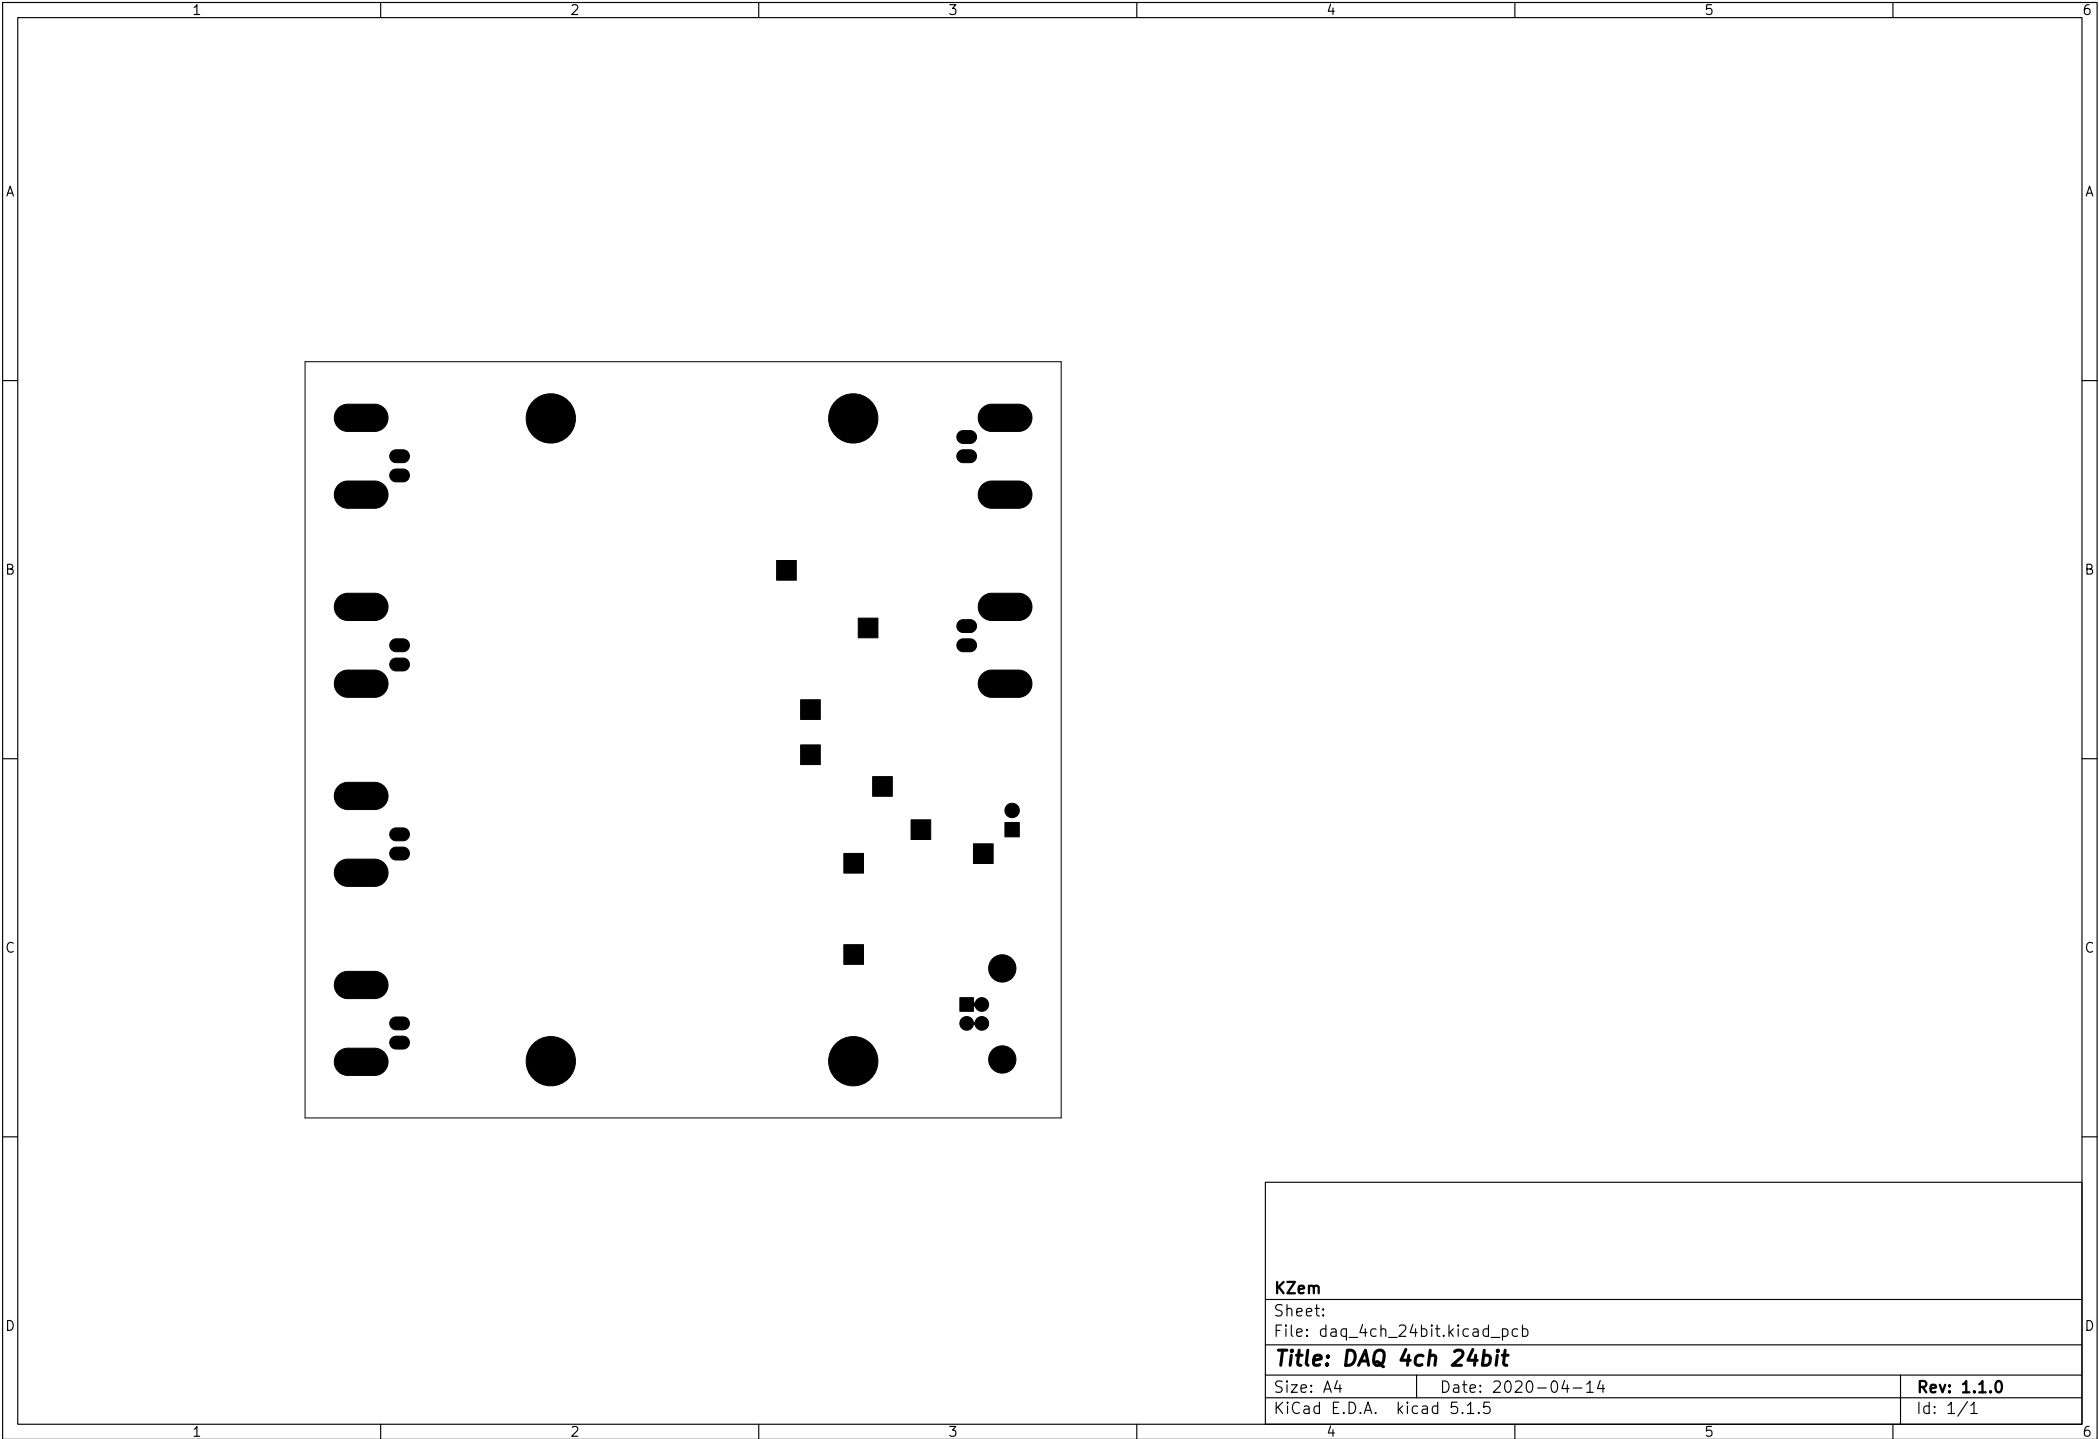 1 2 3 4 5 6
A A
B B
C C
KZem
Sheet:
File: daq_4ch_24bit.kicad_pcb
D D
Title: DAQ 4ch 24bit
Size: A4 Date: 2020-04-14 Rev: 1.1.0
KiCad E.D.A. kicad 5.1.5 Id: 1/1
1 2 3 4 5 6